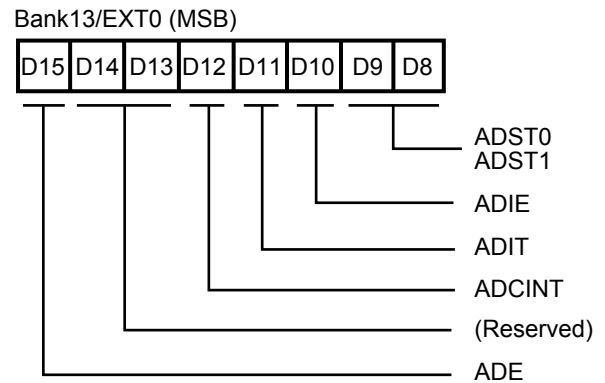 Bank13/EXT0 (MSB)
D15 D14 D13 D12 D11 D10 D9 D8
ADST0
ADST1
ADIE
ADIT
ADCINT
(Reserved)
ADE